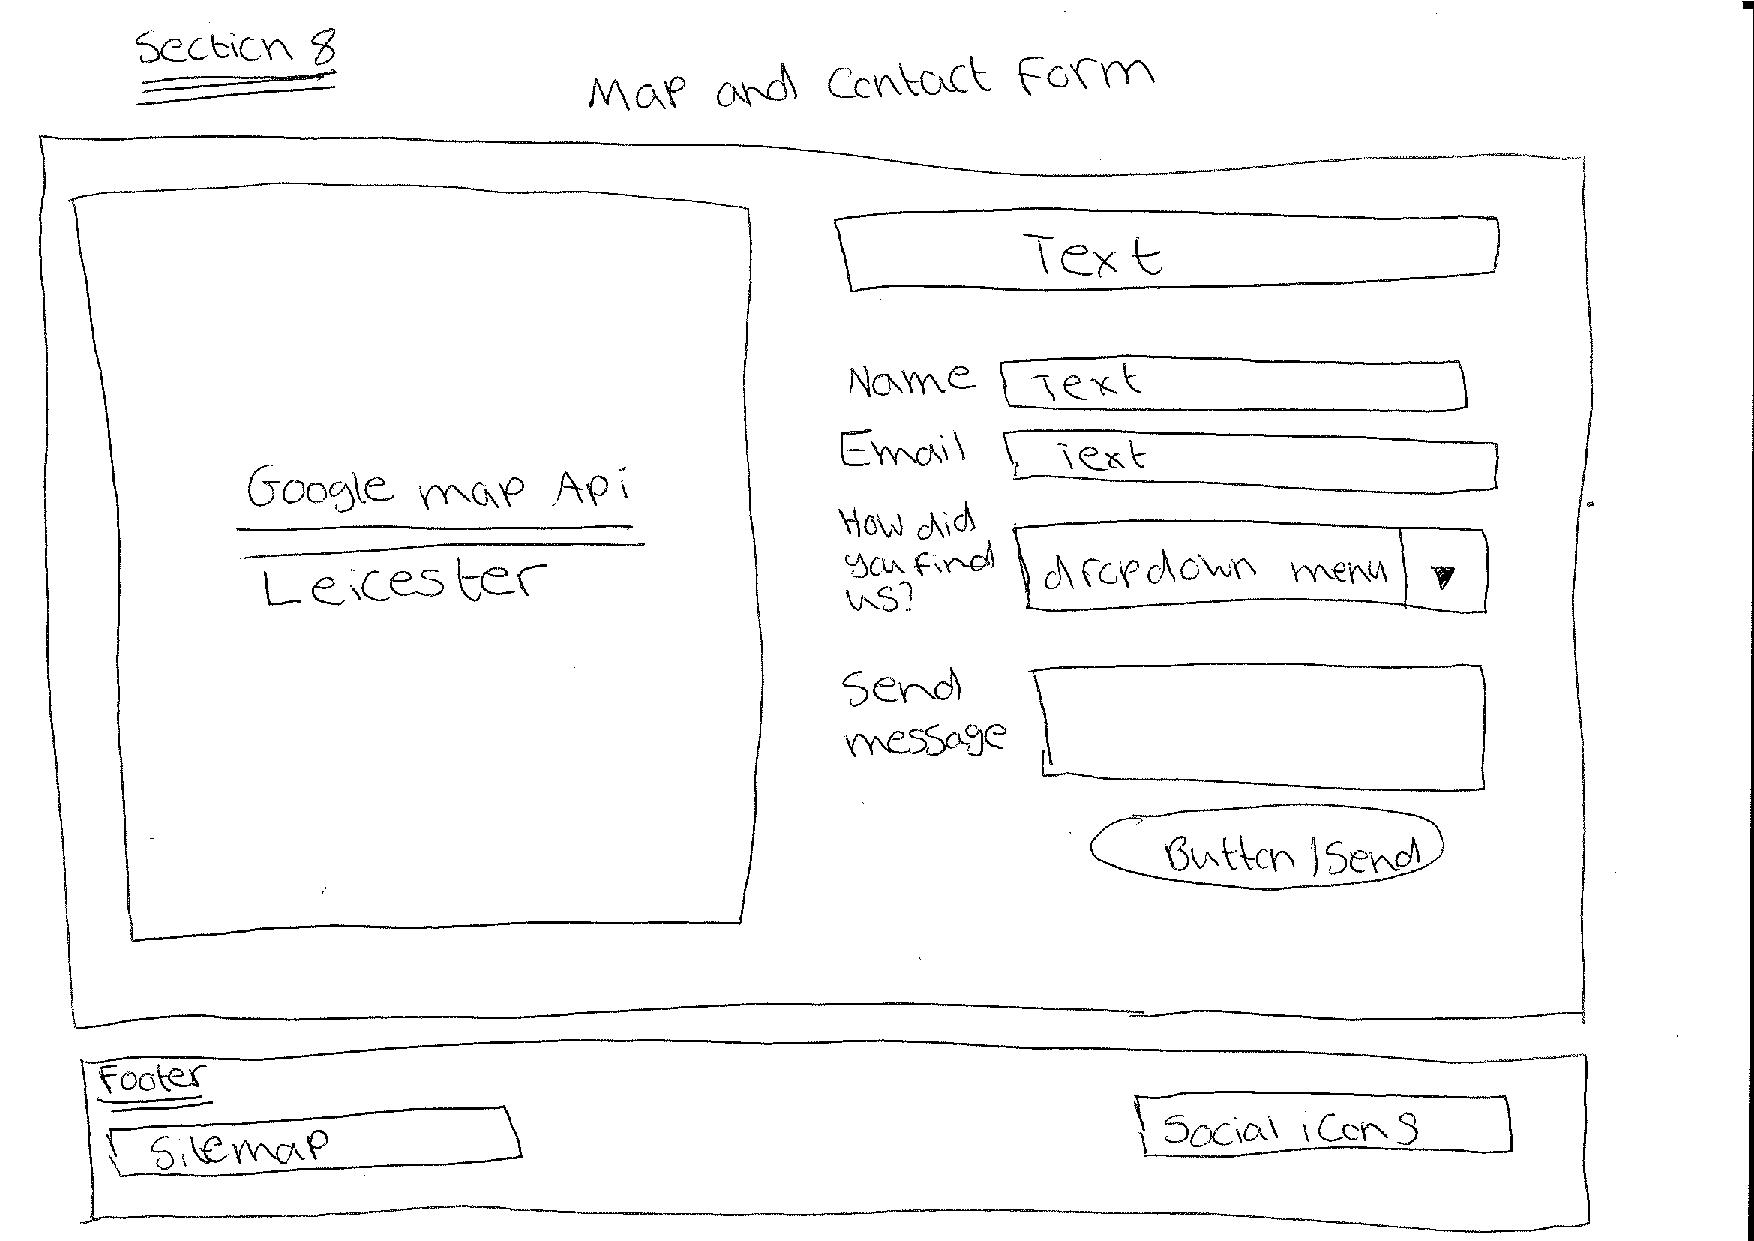 Section 8
Map and Contact Form
Text
Name Text
Email Text
How did
you find
us?
dropdown menu
Google map Api
Leicester
Send
message
Button / Send
Footer
Sitemap
Social icons